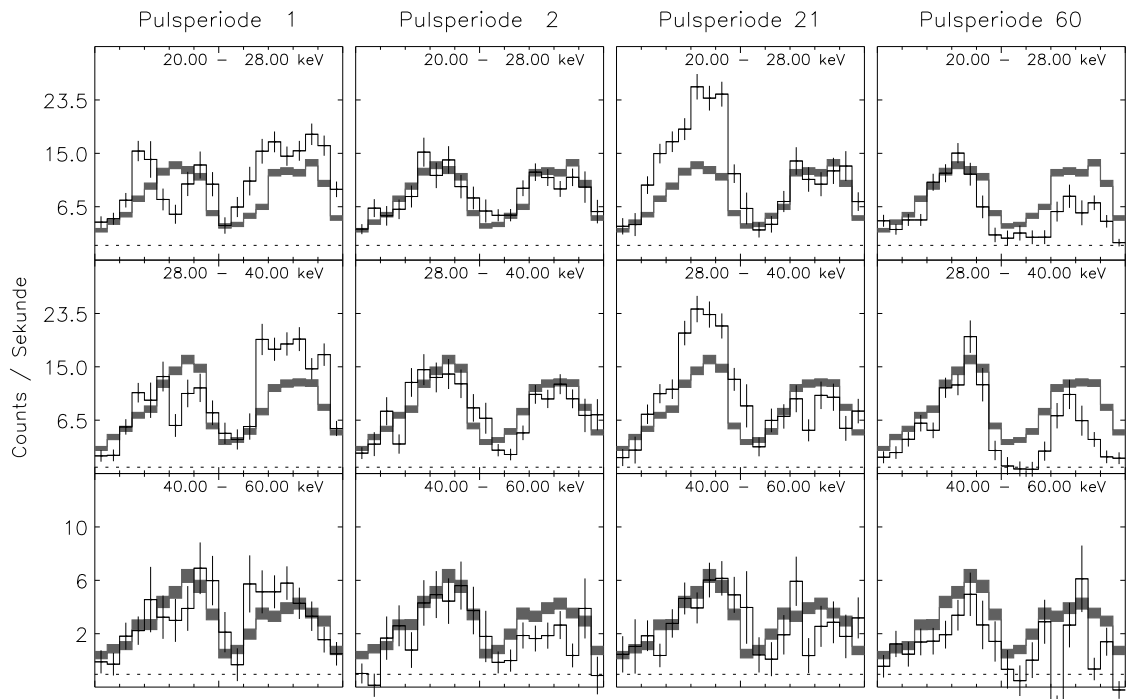 Pulsperiode 1 Pulsperiode 2 Pulsperiode 21 Pulsperiode 60
20.00 – 28.00 keV 20.00 – 28.00 keV 20.00 – 28.00 keV 20.00 – 28.00 keV
23.5
15.0
6.5
28.00 – 40.00 keV 28.00 – 40.00 keV 28.00 – 40.00 keV 28.00 – 40.00 keV
23.5
15.0
6.5
Counts / Sekunde
40.00 – 60.00 keV 40.00 – 60.00 keV 40.00 – 60.00 keV 40.00 – 60.00 keV
10
6
2